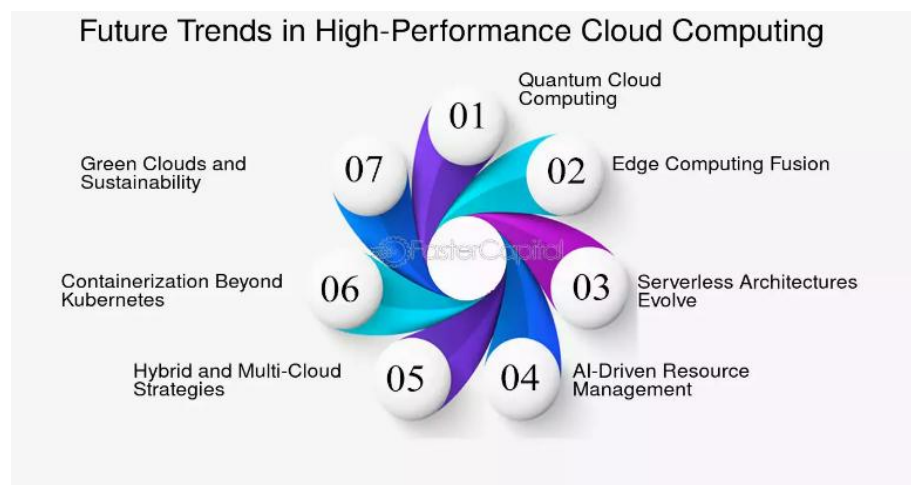 Future Trends in High-Performance Cloud Computing
01
Quantum Cloud
Computing
02
Edge Computing Fusion
03
Serverless Architectures
Evolve
04
AI-Driven Resource
Management
05
Hybrid and Multi-Cloud
Strategies
06
Containerization Beyond
Kubernetes
07
Green Clouds and
Sustainability
FasterCapital